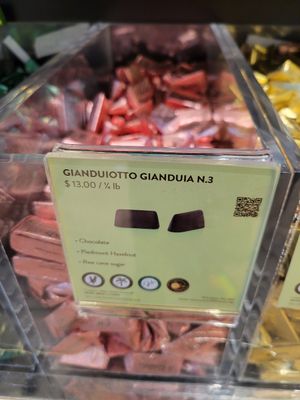 GIANDUIOTTO GIANDUIA N.3
$ 13.00 / ¼ lb
• Chocolate
• Piedmont Hazelnut
• Raw cane sugar